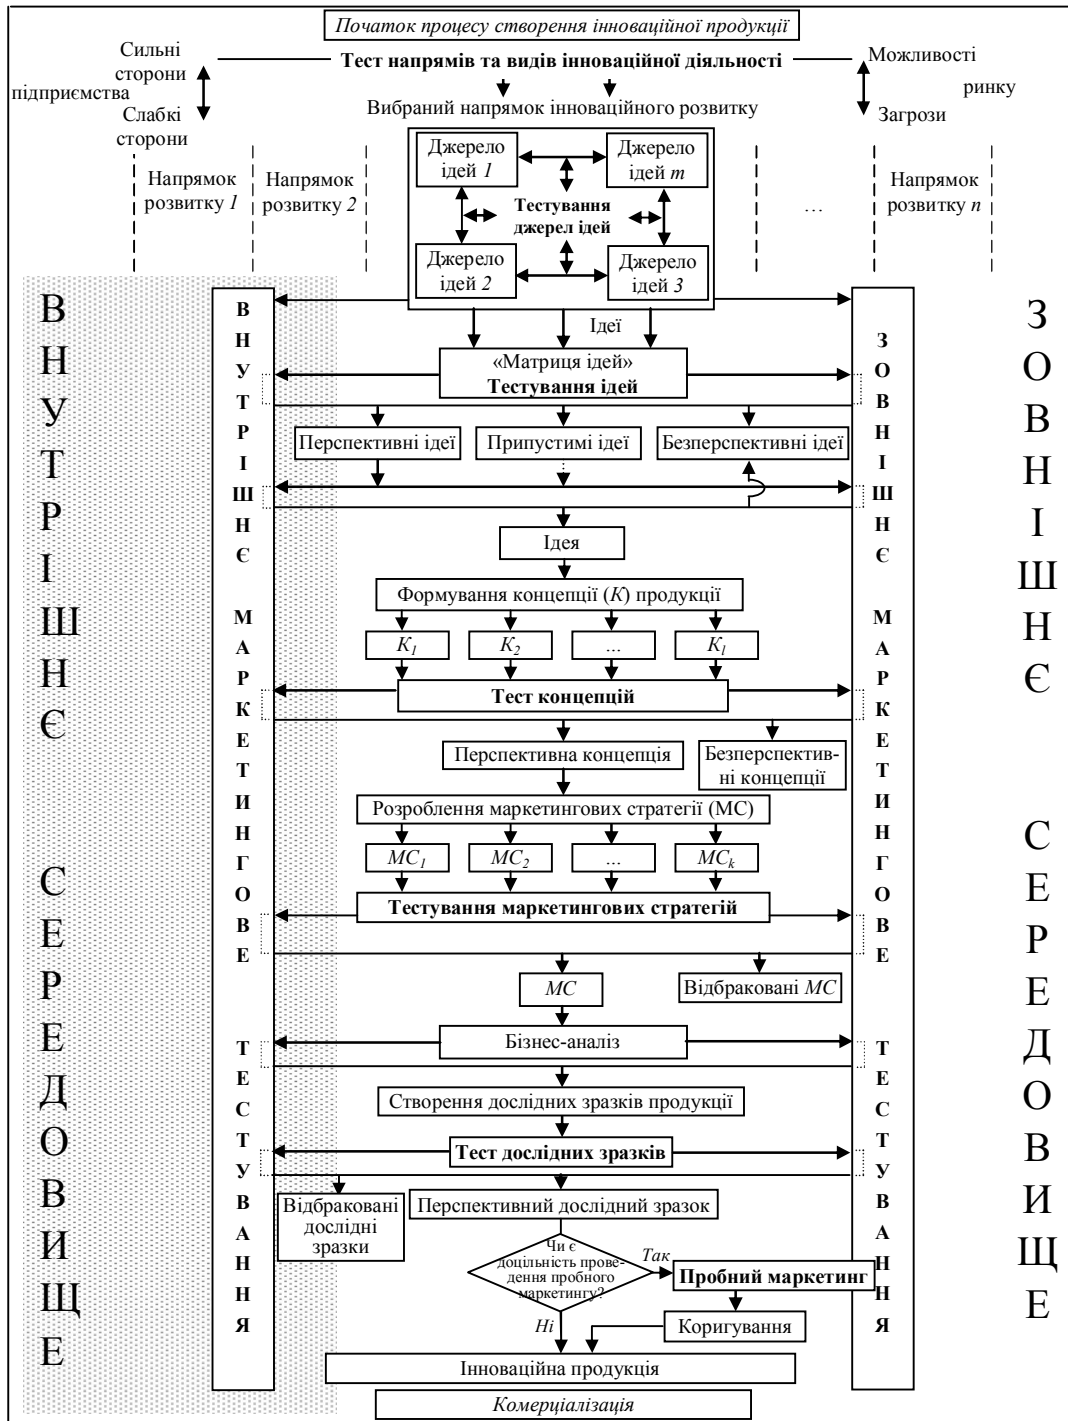 Початок процесу створення інноваційної продукції
Сильні
сторони
Тест напрямів та видів інноваційної діяльності
Можливості
підприємства
ринку
Слабкі
сторони
Загрози
Вибраний напрямок інноваційного розвитку
Напрямок
розвитку 1
Напрямок
розвитку 2
Джерело
ідей 1
Джерело
ідей m
Тестування
джерел ідей
Джерело
ідей 2
Джерело
ідей 3
…
Напрямок
розвитку n
ВНУТРІШНЄ СЕРЕДОВИЩЕ
ВНУТРІШНЄ МАРКЕТИНГОВЕ ТЕСТУВАННЯ
ЗОВНІШНЄ МАРКЕТИНГОВЕ ТЕСТУВАННЯ
ЗОВНІШНЄ СЕРЕДОВИЩЕ
Ідеї
«Матриця ідей»
Тестування ідей
Перспективні ідеї
Припустимі ідеї
Безперспективні ідеї
Ідея
Формування концепції (К) продукції
К1
К2
…
Кl
Тест концепцій
Перспективна концепція
Безперспектив-
ні концепції
Розроблення маркетингових стратегії (МС)
МС1
МС2
…
МСk
Тестування маркетингових стратегій
МС
Відбраковані МС
Бізнес-аналіз
Створення дослідних зразків продукції
Тест дослідних зразків
Відбраковані
дослідні
зразки
Перспективний дослідний зразок
Чи є
доцільність прове-
дення пробного
маркетингу?
Так
Пробний маркетинг
Ні
Коригування
Інноваційна продукція
Комерціалізація